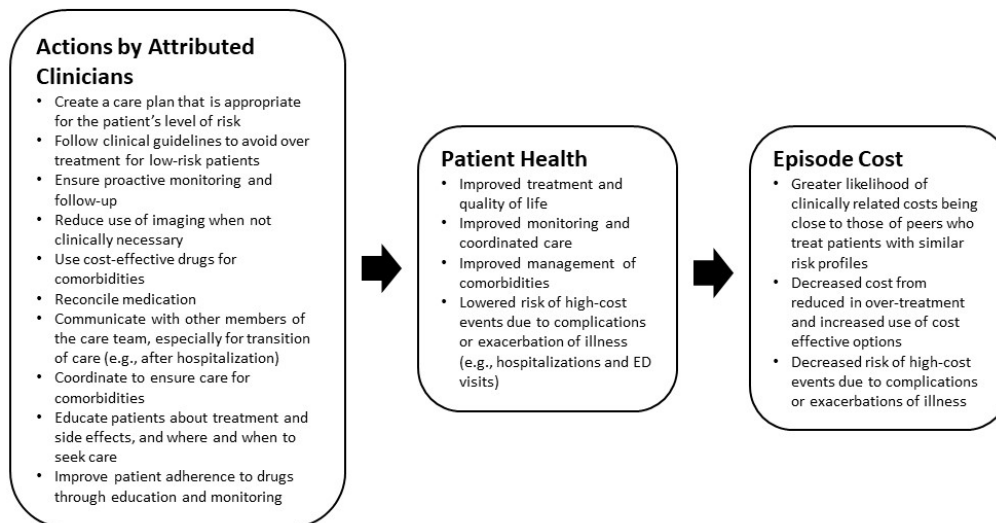 Actions by Attributed
Clinicians
• Create a care plan that is appropriate
for the patient's level of risk
• Follow clinical guidelines to avoid over
treatment for low-risk patients
• Ensure proactive monitoring and
follow-up
• Reduce use of imaging when not
clinically necessary
• Use cost-effective drugs for
comorbidities
• Reconcile medication
• Communicate with other members of
the care team, especially for transition
of care (e.g., after hospitalization)
• Coordinate to ensure care for
comorbidities
• Educate patients about treatment and
side effects, and where and when to
seek care
• Improve patient adherence to drugs
through education and monitoring
Patient Health
• Improved treatment and
quality of life
• Improved monitoring and
coordinated care
• Improved management of
comorbidities
• Lowered risk of high-cost
events due to complications
or exacerbation of illness
(e.g., hospitalizations and ED
visits)
Episode Cost
• Greater likelihood of
clinically related costs being
close to those of peers who
treat patients with similar
risk profiles
• Decreased cost from
reduced in over-treatment
and increased use of cost
effective options
• Decreased risk of high-cost
events due to complications
or exacerbations of illness